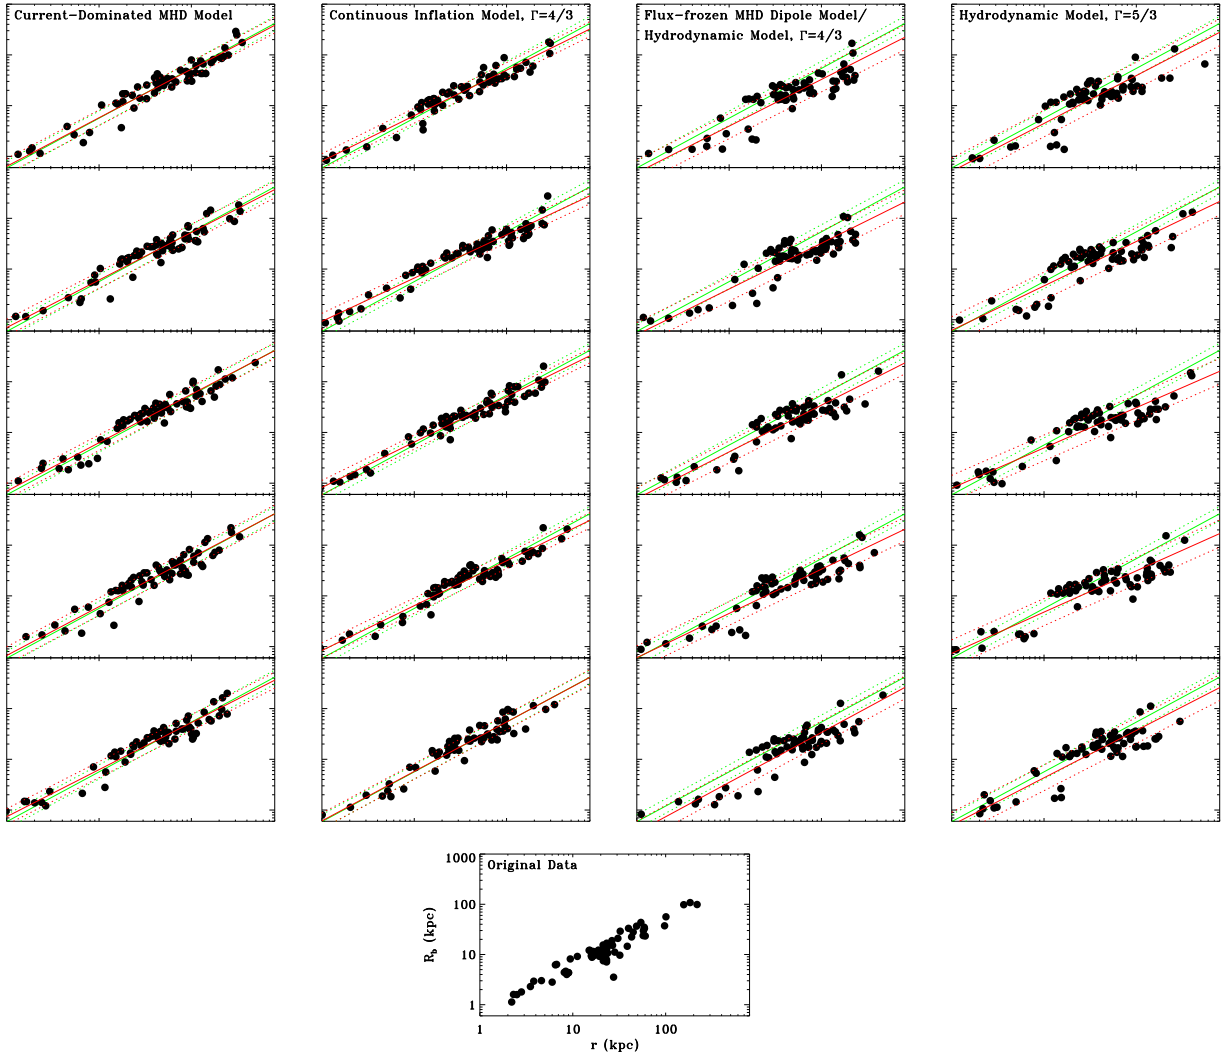 Current-Dominated MHD Model
Continuous Inflation Model, Γ=4/3
Flux-frozen MHD Dipole Model/
Hydrodynamic Model, Γ=4/3
Hydrodynamic Model, Γ=5/3
Original Data
1000
100
10
1
R_b (kpc)
1 10 100
r (kpc)